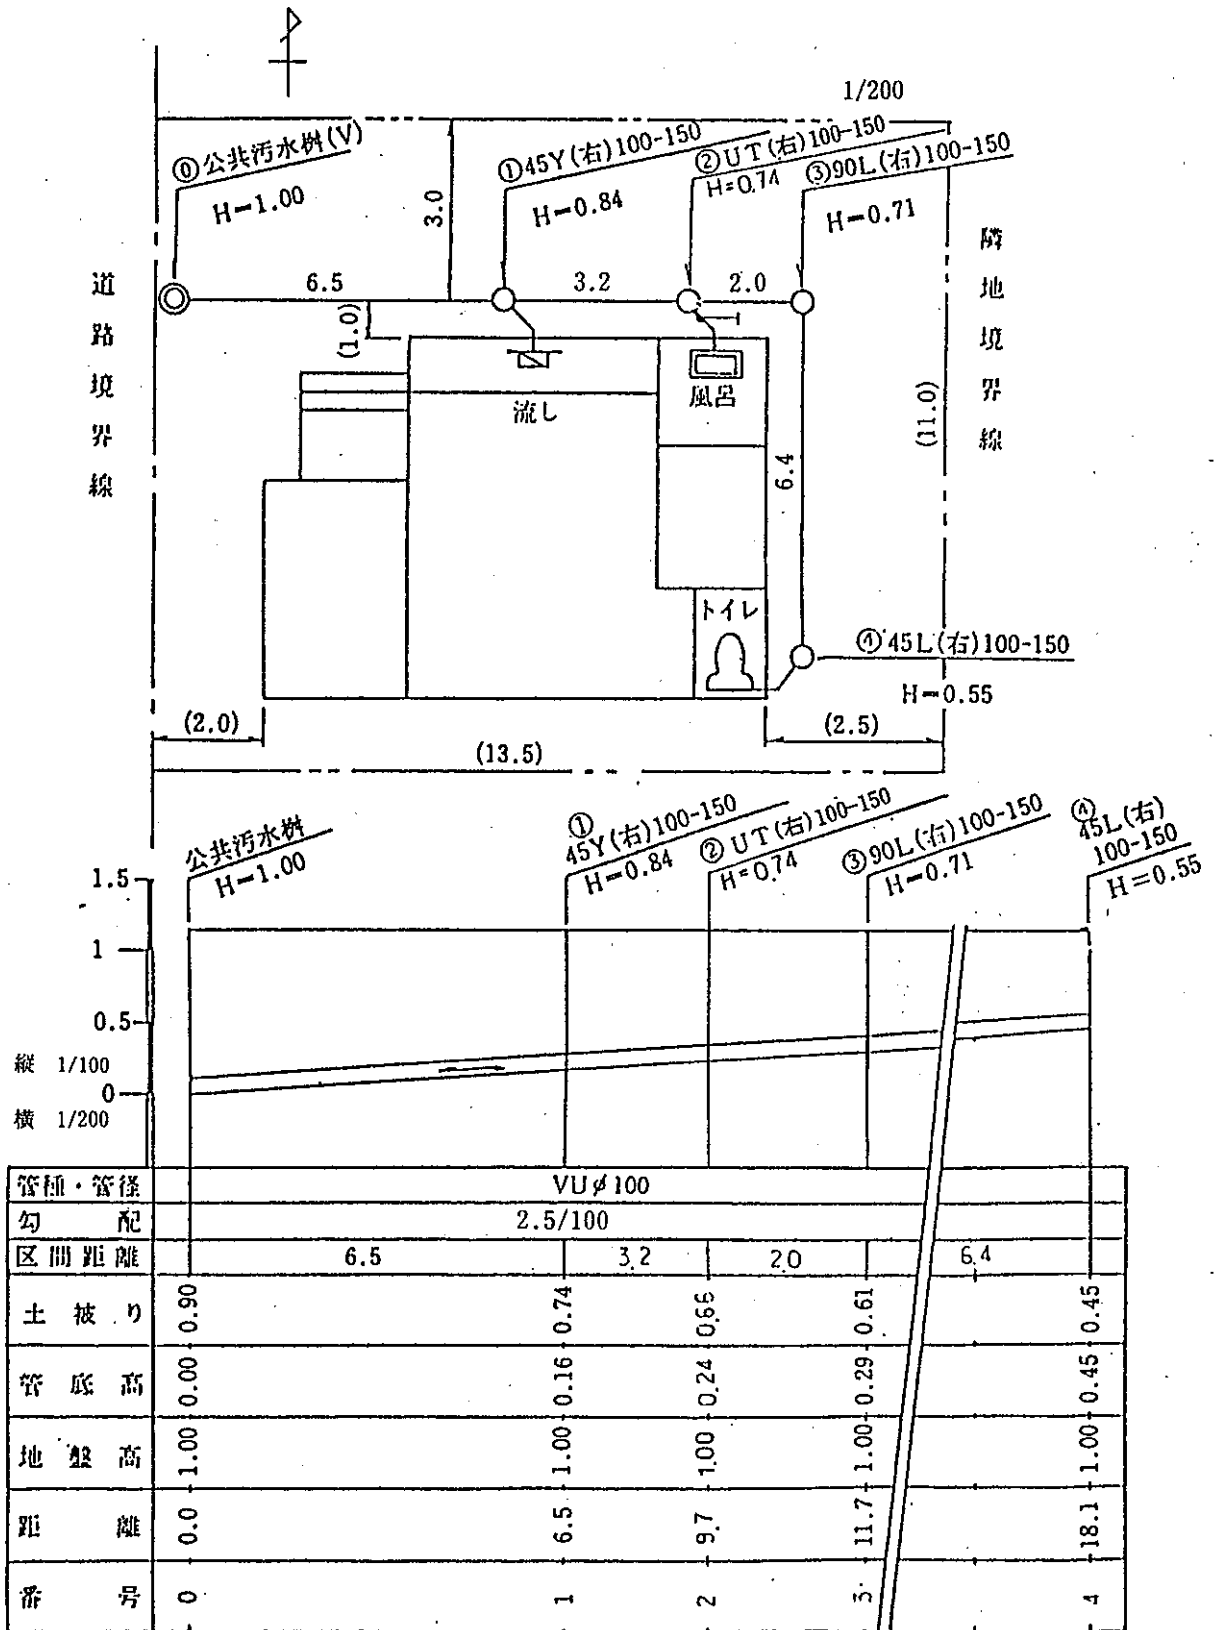 1/200
⓪公共汚水桝(V)
H=1.00
①45Y(右)100-150
H=0.84
②UT(右)100-150
H=0.74
③90L(右)100-150
H=0.71
3.0
道路境界線
隣地境界線
6.5
3.2
2.0
(1.0)
流し
風呂
(11.0)
6.4
トイレ
④45L(右)100-150
H=0.55
(2.0)
(2.5)
(13.5)
公共汚水桝
H=1.00
①
45Y(右)100-150
H=0.84
②UT(右)100-150
H=0.74
③90L(右)100-150
H=0.71
④
45L(右)
100-150
H=0.55
1.5
1
0.5
0
縦 1/100
横 1/200
管種・管径 VUφ100
勾配 2.5/100
区間距離 6.5 3.2 2.0 6.4
土被り 0.90 0.74 0.66 0.61 0.45
管底高 0.00 0.16 0.24 0.29 0.45
地盤高 1.00 1.00 1.00 1.00 1.00
距離 0.0 6.5 9.7 11.7 18.1
番号 0 1 2 3 4